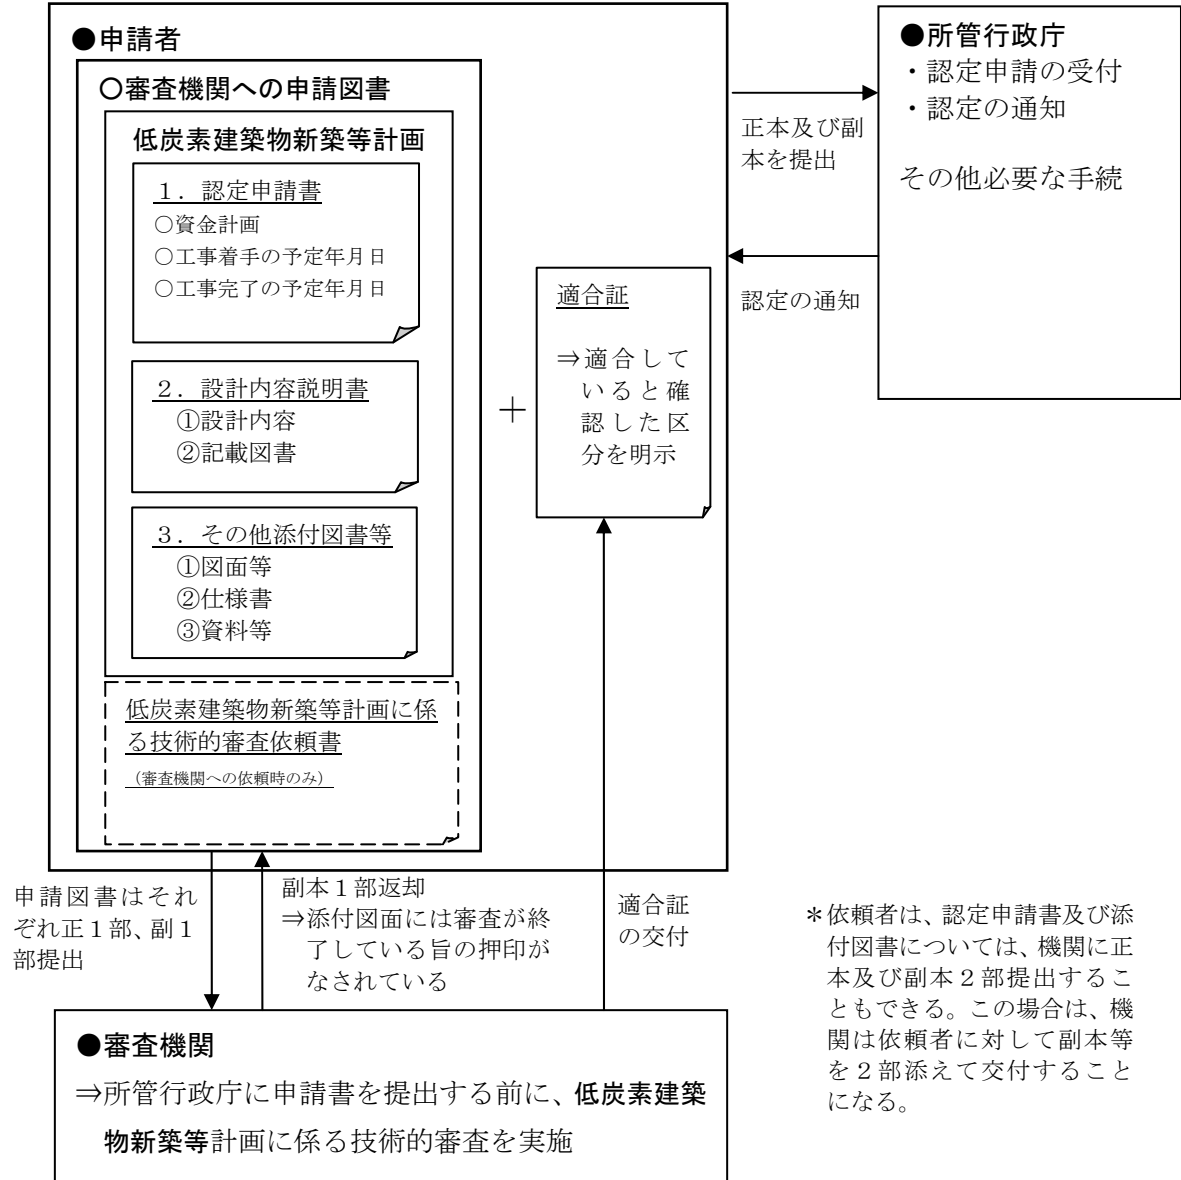 ●申請者
〇審査機関への申請図書
低炭素建築物新築等計画
１．認定申請書
○資金計画
○工事着手の予定年月日
○工事完了の予定年月日
２．設計内容説明書
①設計内容
②記載図書
３．その他添付図書等
①図面等
②仕様書
③資料等
低炭素建築物新築等計画に係
る技術的審査依頼書
（審査機関への依頼時のみ）
＋
適合証
⇒適合して
いると確
認した区
分を明示
正本及び副
本を提出
認定の通知
●所管行政庁
・認定申請の受付
・認定の通知
その他必要な手続
申請図書はそれ
ぞれ正１部、副１
部提出
副本１部返却
⇒添付図面には審査が終
了している旨の押印が
なされている
適合証
の交付
＊依頼者は、認定申請書及び添
付図書については、機関に正
本及び副本２部提出するこ
ともできる。この場合は、機
関は依頼者に対して副本等
を２部添えて交付すること
になる。
●審査機関
⇒所管行政庁に申請書を提出する前に、低炭素建築
物新築等計画に係る技術的審査を実施